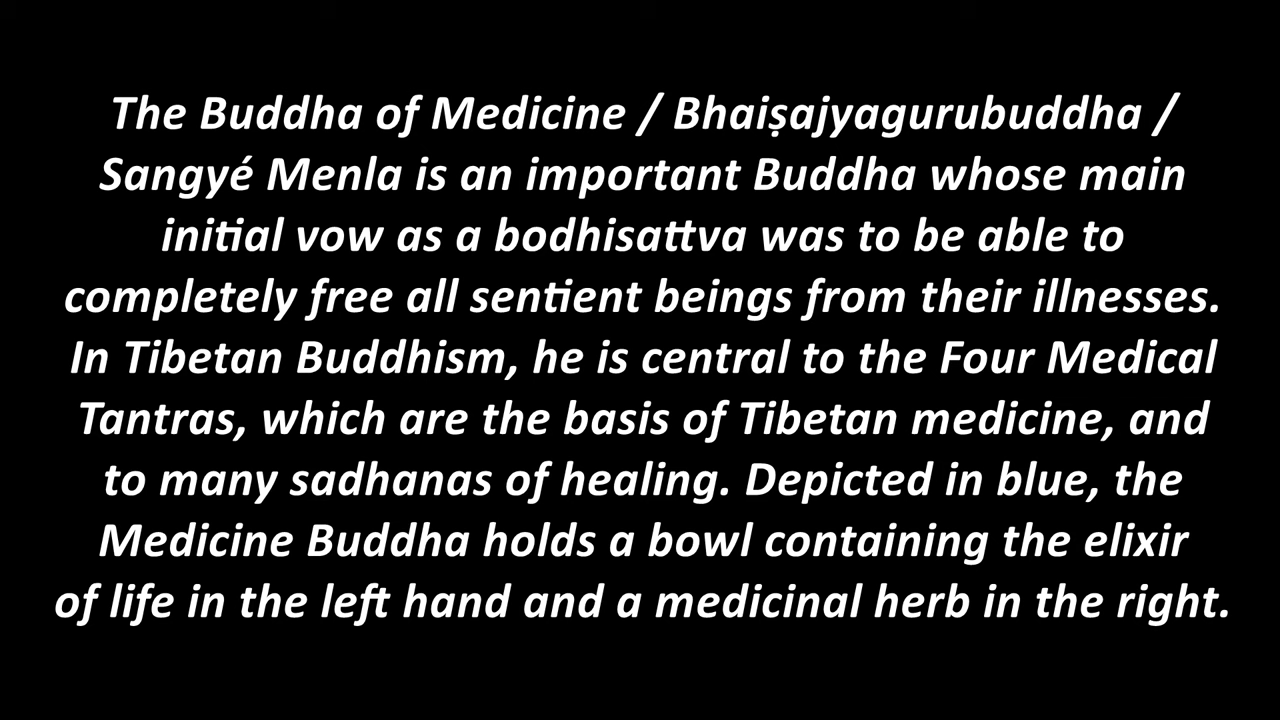 The Buddha of Medicine / Bhaiṣajyagurubuddha /
Sangyé Menla is an important Buddha whose main
initial vow as a bodhisattva was to be able to
completely free all sentient beings from their illnesses.
In Tibetan Buddhism, he is central to the Four Medical
Tantras, which are the basis of Tibetan medicine, and
to many sadhanas of healing. Depicted in blue, the
Medicine Buddha holds a bowl containing the elixir
of life in the left hand and a medicinal herb in the right.